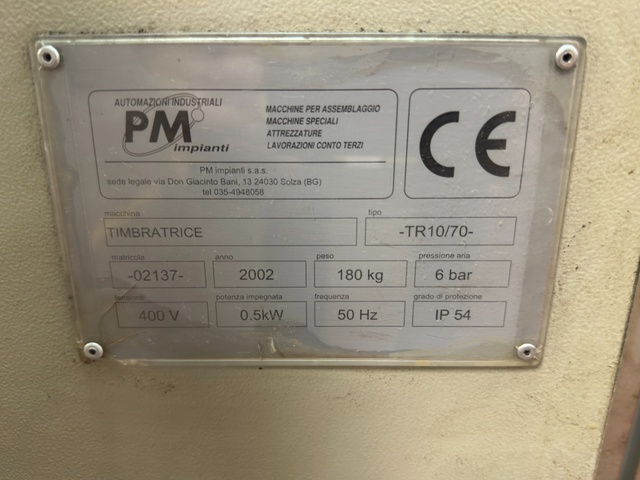 AUTOMAZIONI INDUSTRIALI
PM
impianti
MACCHINE PER ASSEMBLAGGIO
MACCHINE SPECIALI
ATTREZZATURE
LAVORAZIONI CONTO TERZI
PM impianti s.a.s.
sede legale via Don Giacinto Bani, 13 24030 Solza (BG)
tel 035-4948058
CE
macchina tipo
TIMBRATRICE -TR10/70-
matricola anno peso pressione aria
-02137- 2002 180 kg 6 bar
tensione potenza impegnata frequenza grado di protezione
400 V 0.5kW 50 Hz IP 54